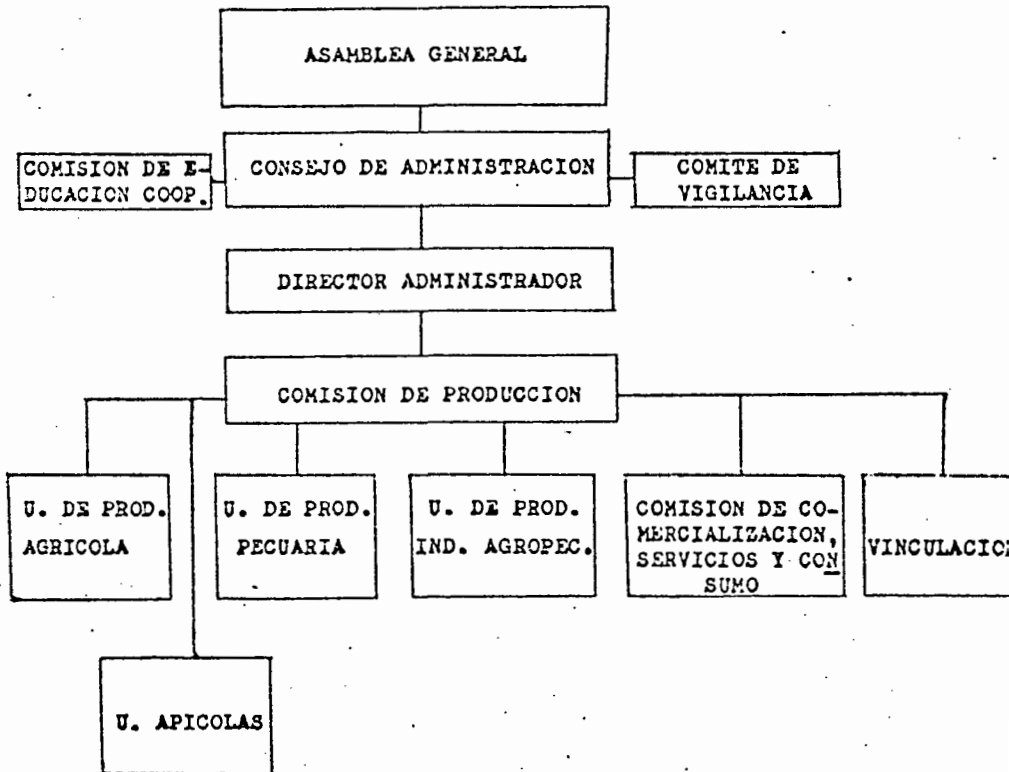 ASAMBLEA GENERAL
COMISION DE E-
DUCACION COOP.
CONSEJO DE ADMINISTRACION
COMITE DE
VIGILANCIA
DIRECTOR ADMINISTRADOR
COMISION DE PRODUCCION
U. DE PROD.
AGRICOLA
U. DE PROD.
PECUARIA
U. DE PROD.
IND. AGROPEC.
COMISION DE CO-
MERCIALIZACION,
SERVICIOS Y CON
SUMO
VINCULACION
U. APICOLAS